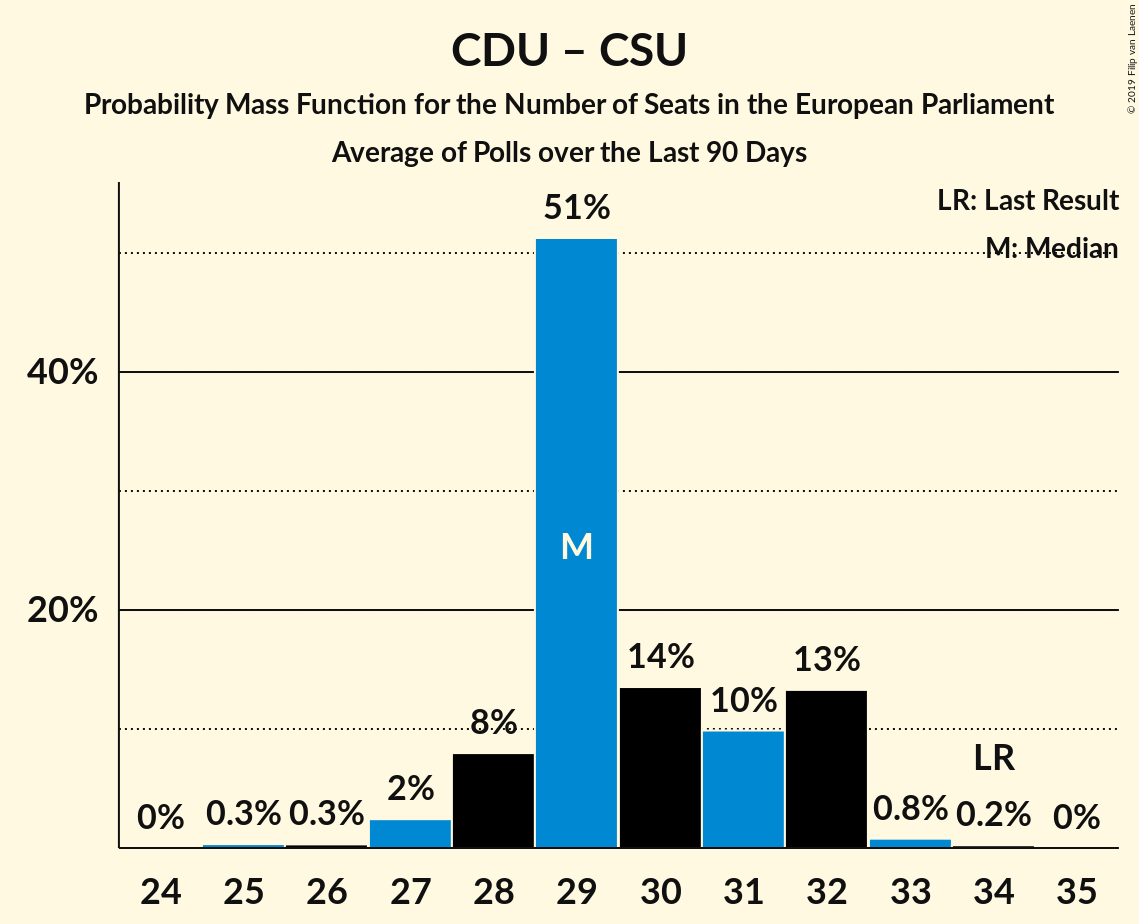 CDU – CSU
Probability Mass Function for the Number of Seats in the European Parliament
Average of Polls over the Last 90 Days
© 2019 Filip van Laenen
LR: Last Result
M: Median
40%
20%
0%
0.3%
0.3%
2%
8%
51%
M
14%
10%
13%
0.8%
LR
0.2%
0%
24 25 26 27 28 29 30 31 32 33 34 35